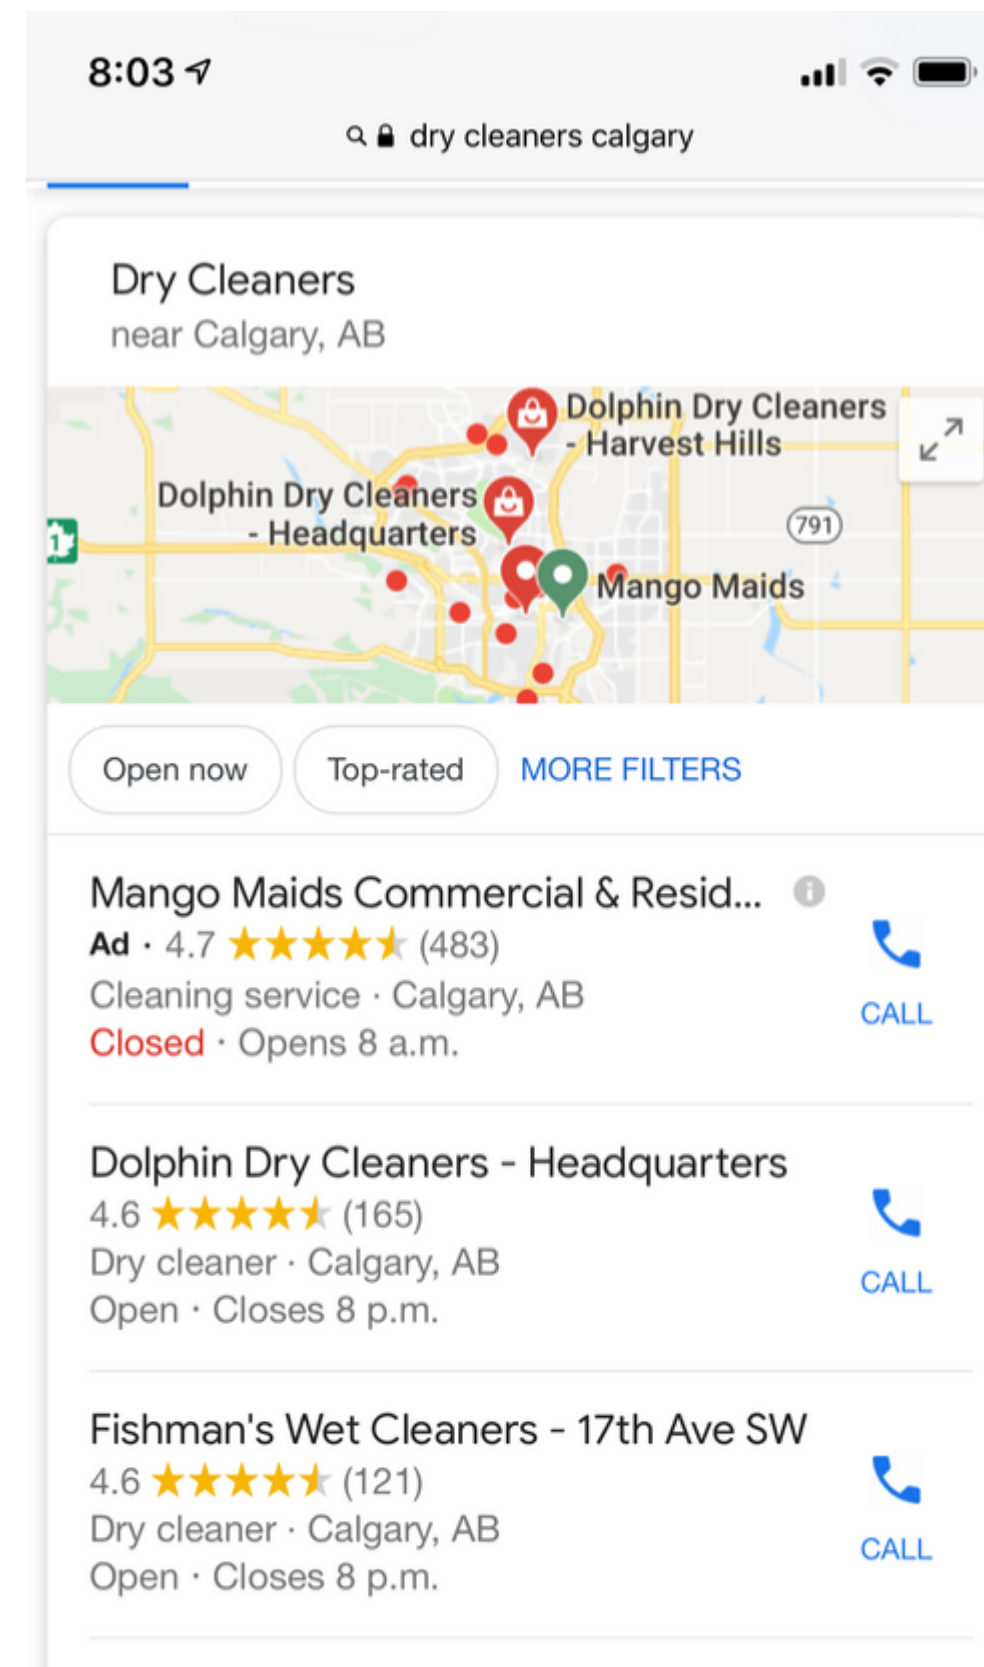 8:03
dry cleaners calgary
Dry Cleaners
near Calgary, AB
Dolphin Dry Cleaners
- Harvest Hills
Dolphin Dry Cleaners
- Headquarters
1
791
Mango Maids
Open now
Top-rated
MORE FILTERS
Mango Maids Commercial & Resid...
Ad · 4.7 (483)
Cleaning service · Calgary, AB
Closed · Opens 8 a.m.
CALL
Dolphin Dry Cleaners - Headquarters
4.6 (165)
Dry cleaner · Calgary, AB
Open · Closes 8 p.m.
CALL
Fishman's Wet Cleaners - 17th Ave SW
4.6 (121)
Dry cleaner · Calgary, AB
Open · Closes 8 p.m.
CALL